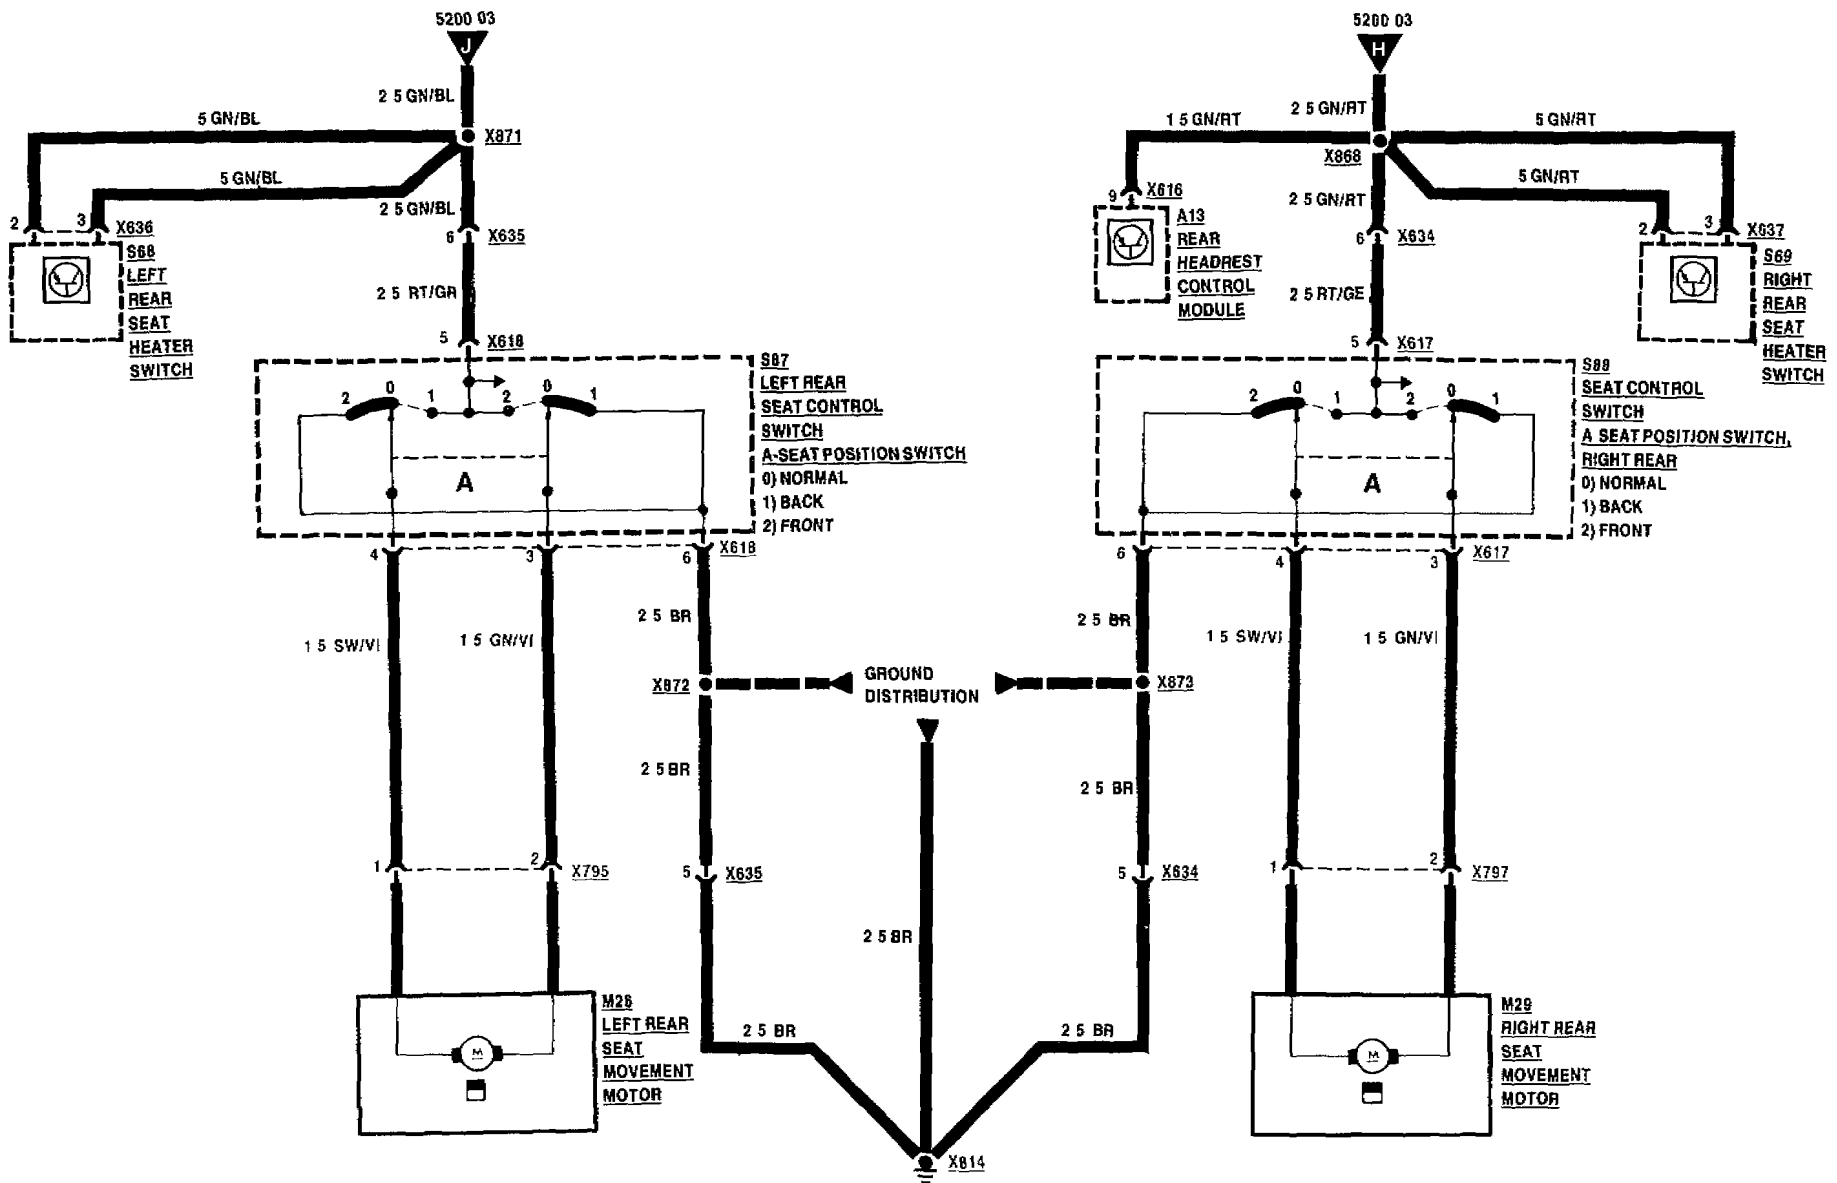 5200 03
J
2 5 GN/BL
5 GN/BL
X871
5 GN/BL
2 5 GN/BL
2
3
X636
6
X635
S68
LEFT
REAR
SEAT
HEATER
SWITCH
2 5 RT/GR
5
X618
S87
LEFT REAR
SEAT CONTROL
SWITCH
A-SEAT POSITION SWITCH
0) NORMAL
1) BACK
2) FRONT
2
0
1
2
0
1
A
4
3
6
X618
1 5 SW/VI
1 5 GN/VI
2 5 BR
X872
2 5 BR
1
2
X795
5
X635
M28
LEFT REAR
SEAT
MOVEMENT
MOTOR
M
2 5 BR
GROUND
DISTRIBUTION
2 5 BR
X814
5200 03
H
2 5 GN/RT
1 5 GN/RT
5 GN/RT
X868
5 GN/RT
9
X616
2 5 GN/RT
A13
REAR
HEADREST
CONTROL
MODULE
6
X634
2
3
X637
S69
RIGHT
REAR
SEAT
HEATER
SWITCH
2 5 RT/GE
5
X617
S89
SEAT CONTROL
SWITCH
A SEAT POSITION SWITCH,
RIGHT REAR
0) NORMAL
1) BACK
2) FRONT
2
0
1
2
0
1
A
6
4
3
X617
2 5 BR
1 5 SW/VI
1 5 GN/VI
X873
2 5 BR
5
X634
1
2
X797
2 5 BR
M29
RIGHT REAR
SEAT
MOVEMENT
MOTOR
M